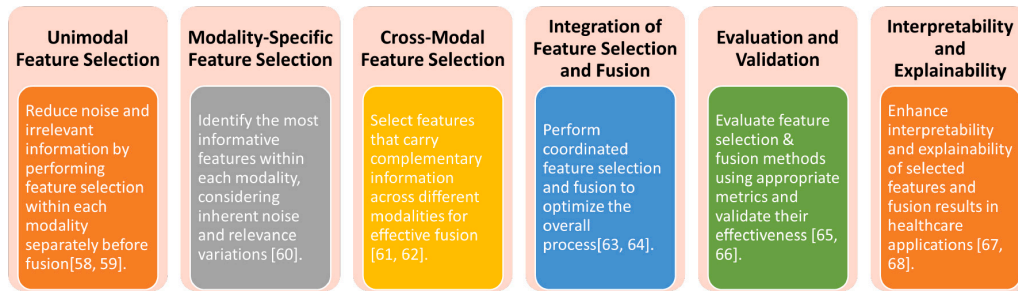 Unimodal
Feature Selection
Reduce noise and
irrelevant
information by
performing
feature selection
within each
modality
separately before
fusion[58, 59].
Modality-Specific
Feature Selection
Identify the most
informative
features within
each modality,
considering
inherent noise
and relevance
variations [60].
Cross-Modal
Feature Selection
Select features
that carry
complementary
information
across different
modalities for
effective fusion
[61, 62].
Integration of
Feature Selection
and Fusion
Perform
coordinated
feature selection
and fusion to
optimize the
overall
process[63, 64].
Evaluation and
Validation
Evaluate feature
selection &
fusion methods
using appropriate
metrics and
validate their
effectiveness [65,
66].
Interpretability
and
Explainability
Enhance
interpretability
and explainability
of selected
features and
fusion results in
healthcare
applications [67,
68].